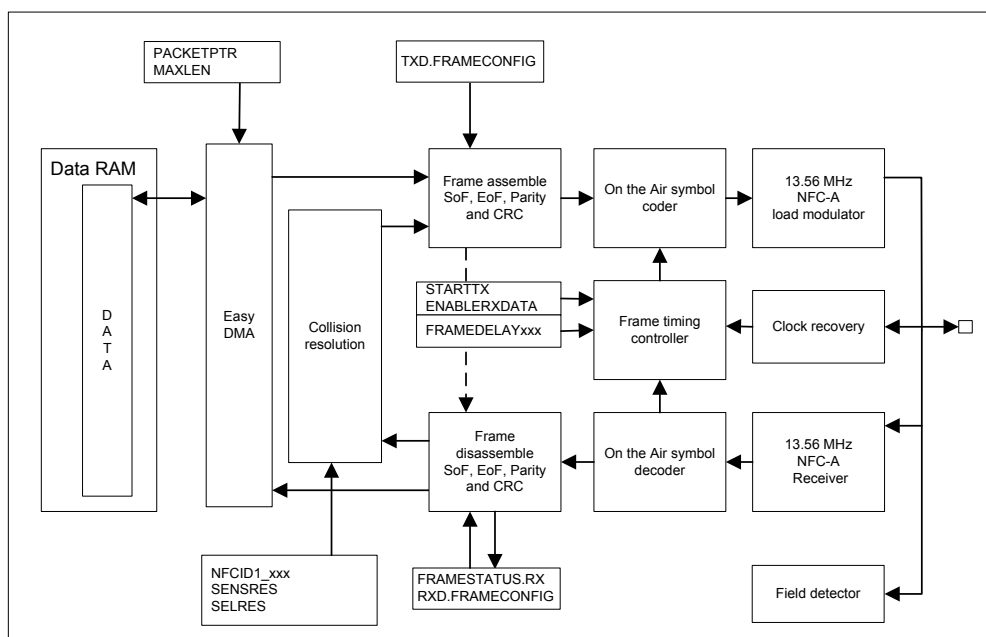 PACKETPTR
MAXLEN
TXD.FRAMECONFIG
Data RAM
D
A
T
A
Easy
DMA
Collision
resolution
Frame assemble
SoF, EoF, Parity
and CRC
On the Air symbol
coder
13.56 MHz
NFC-A
load modulator
STARTTX
ENABLERXDATA
FRAMEDELAYxxx
Frame timing
controller
Clock recovery
Frame
disassemble
SoF, EoF, Parity
and CRC
On the Air symbol
decoder
13.56 MHz
NFC-A
Receiver
NFCID1_xxx
SENSRES
SELRES
FRAMESTATUS.RX
RXD.FRAMECONFIG
Field detector